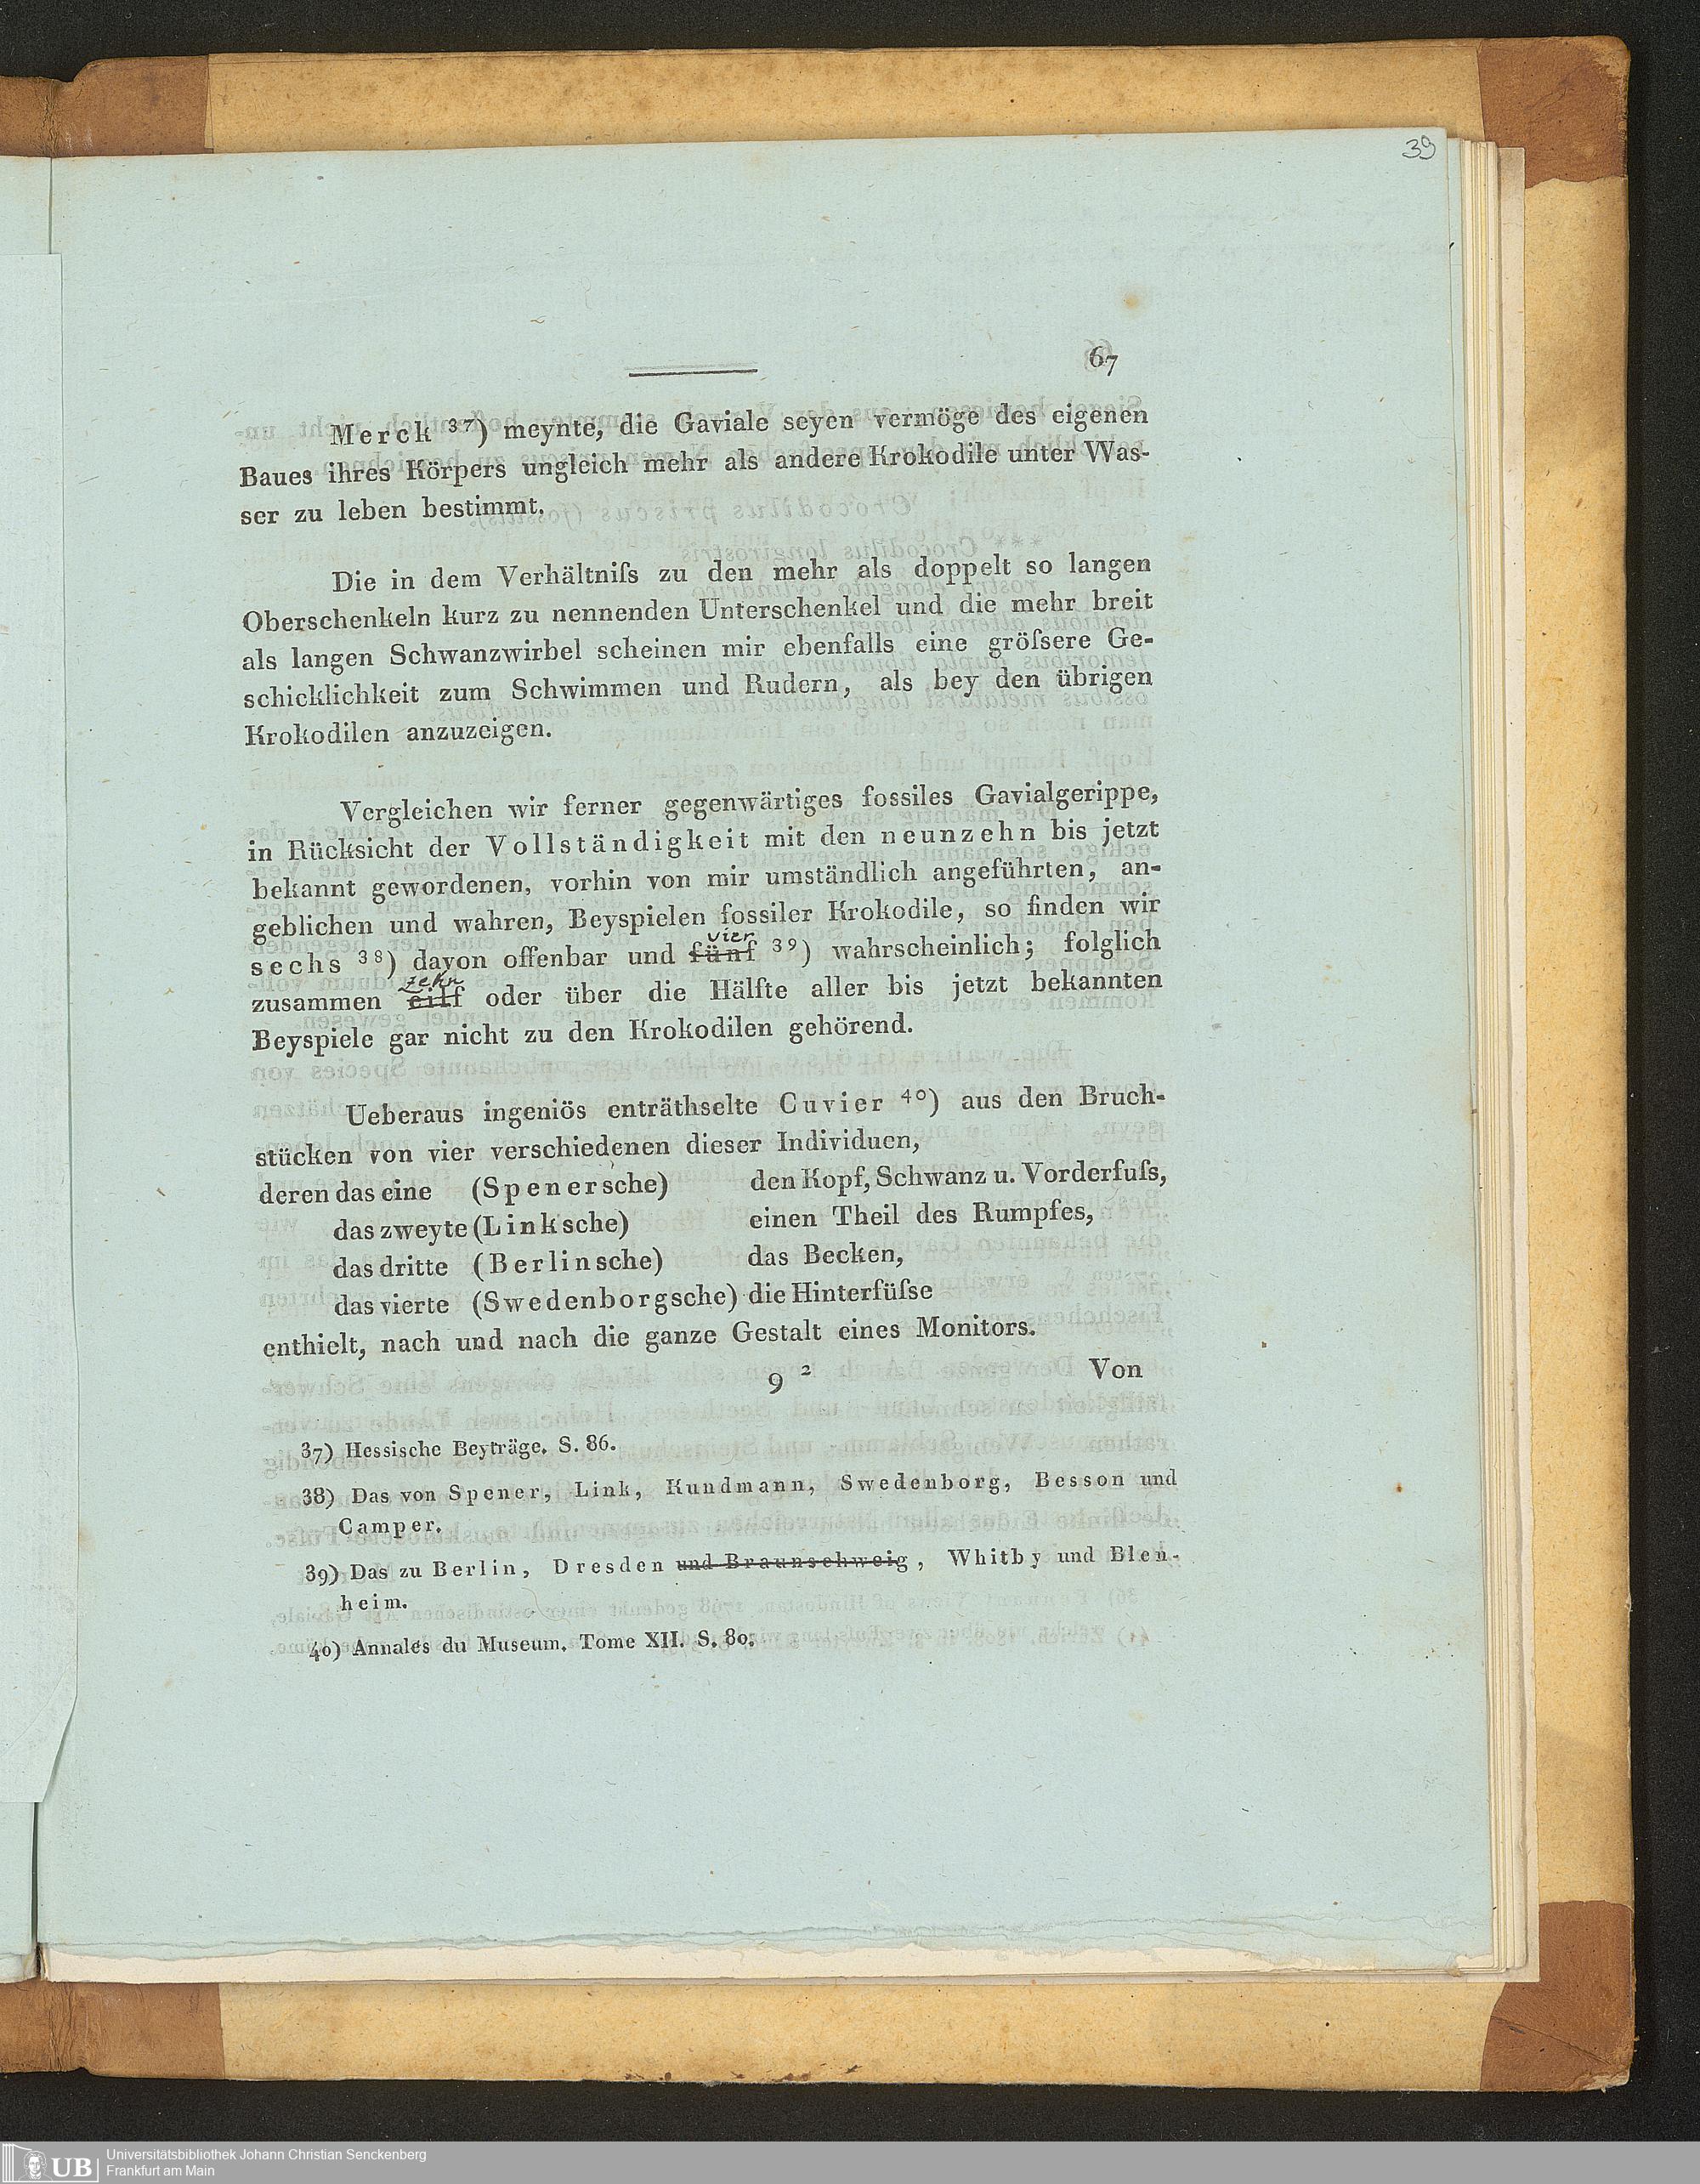 39
67
Merck 37) meynte, die Gaviale seyen vermöge des eigenen
Baues ihres Körpers ungleich mehr als andere Krokodile unter Was-
ser zu leben bestimmt.
Die in dem Verhältniſs zu den mehr als doppelt so langen
Oberschenkeln kurz zu nennenden Unterschenkel und die mehr breit
als langen Schwanzwirbel scheinen mir ebenfalls eine gröſsere Ge-
schicklichkeit zum Schwimmen und Rudern, als bey den übrigen
Krokodilen anzuzeigen.
Vergleichen wir ferner gegenwärtiges fossiles Gavialgerippe,
in Rücksicht der Vollständigkeit mit den neunzehn bis jetzt
bekannt gewordenen, vorhin von mir umständlich angeführten, an-
geblichen und wahren, Beyspielen fossiler Krokodile, so finden wir
vier
sechs 38) davon offenbar und fünf 39) wahrscheinlich; folglich
zehn
zusammen eilf oder über die Hälfte aller bis jetzt bekannten
Beyspiele gar nicht zu den Krokodilen gehörend.
Ueberaus ingeniös enträthselte Cuvier 40) aus den Bruch-
stücken von vier verschiedenen dieser Individuen,
deren das eine (Spenersche) den Kopf, Schwanz u. Vorderfuſs,
das zweyte (Linksche) einen Theil des Rumpfes,
das dritte (Berlinsche) das Becken,
das vierte (Swedenborgsche) die Hinterfüſse
enthielt, nach und nach die ganze Gestalt eines Monitors.
9 2 Von
37) Hessische Beyträge. S. 86.
38) Das von Spener, Link, Kundmann, Swedenborg, Besson und
Camper.
39) Das zu Berlin, Dresden und Braunschweig, Whitby und Blen-
heim.
40) Annales du Museum. Tome XII. S. 80.
UB Universitätsbibliothek Johann Christian Senckenberg
Frankfurt am Main